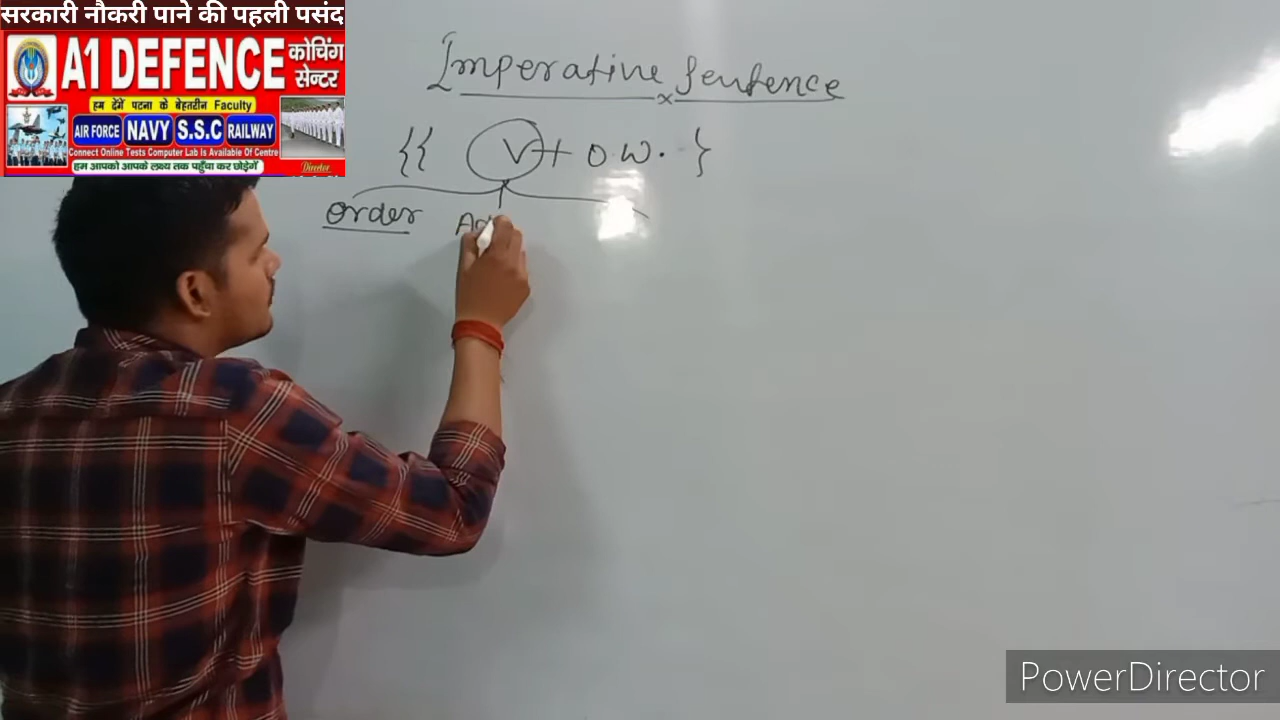 सरकारी नौकरी पाने की पहली पसंद
A1 DEFENCE कोचिंग सेन्टर
हम देगें पटना के बेहतरीन Faculty
AIR FORCE NAVY S.S.C RAILWAY
Connect Online Tests Computer Lab Is Available Of Centre
हम आपको आपके लक्ष्य तक पहुँचा कर छोड़ेगें
Director
Imperative Sentence
{{ V + O.W. }
Order Ad
PowerDirector